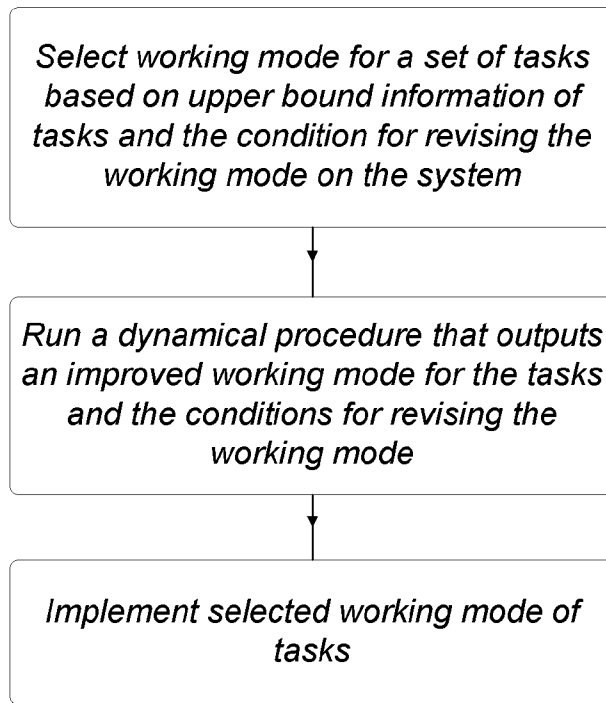 Select working mode for a set of tasks
based on upper bound information of
tasks and the condition for revising the
working mode on the system
Run a dynamical procedure that outputs
an improved working mode for the tasks
and the conditions for revising the
working mode
Implement selected working mode of
tasks